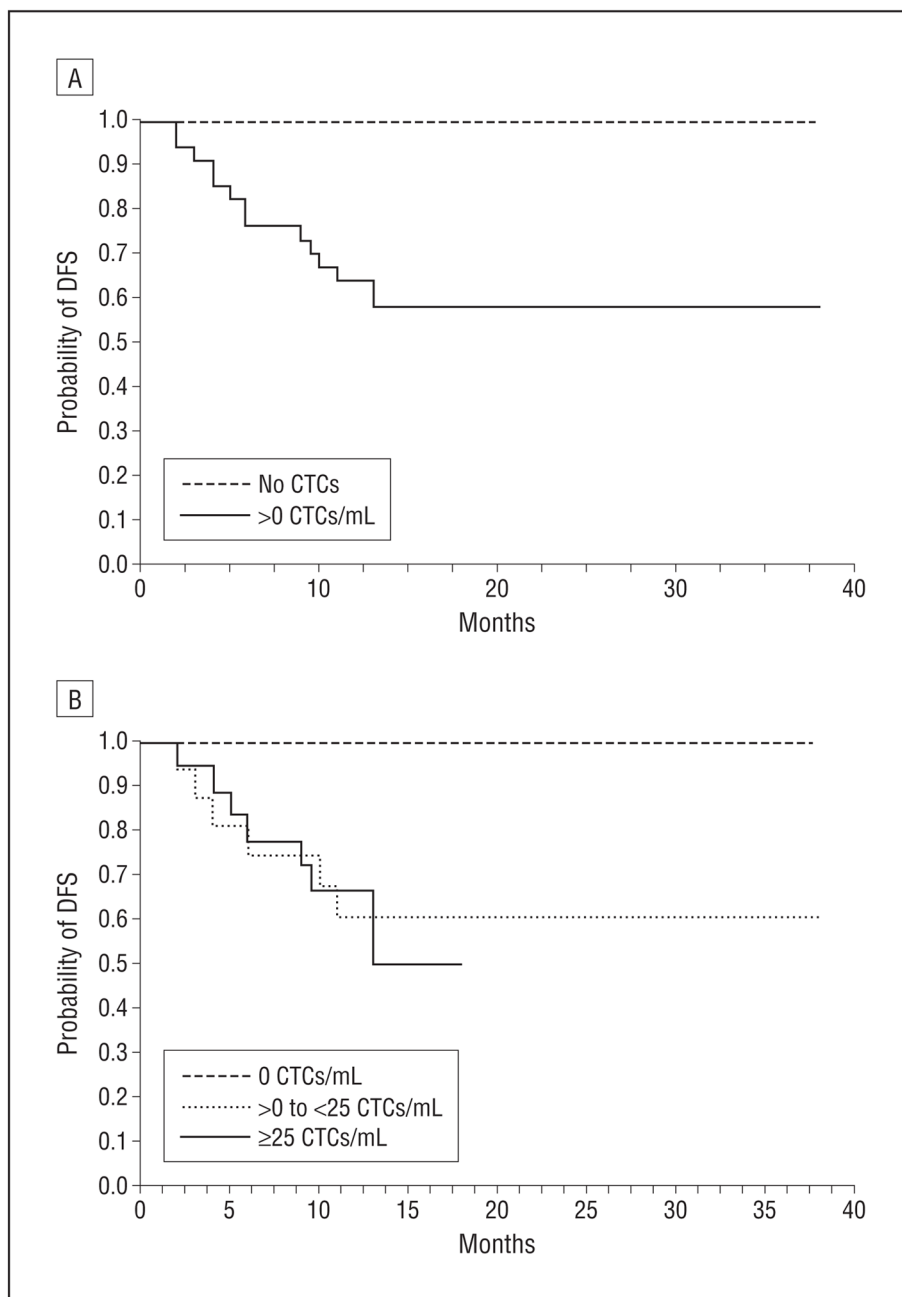 A
Probability of DFS
1.0
0.9
0.8
0.7
0.6
0.5
0.4
0.3
0.2
0.1
0.0
No CTCs
>0 CTCs/mL
0 10 20 30 40
Months
B
Probability of DFS
1.0
0.9
0.8
0.7
0.6
0.5
0.4
0.3
0.2
0.1
0.0
0 CTCs/mL
>0 to <25 CTCs/mL
≥25 CTCs/mL
0 5 10 15 20 25 30 35 40
Months